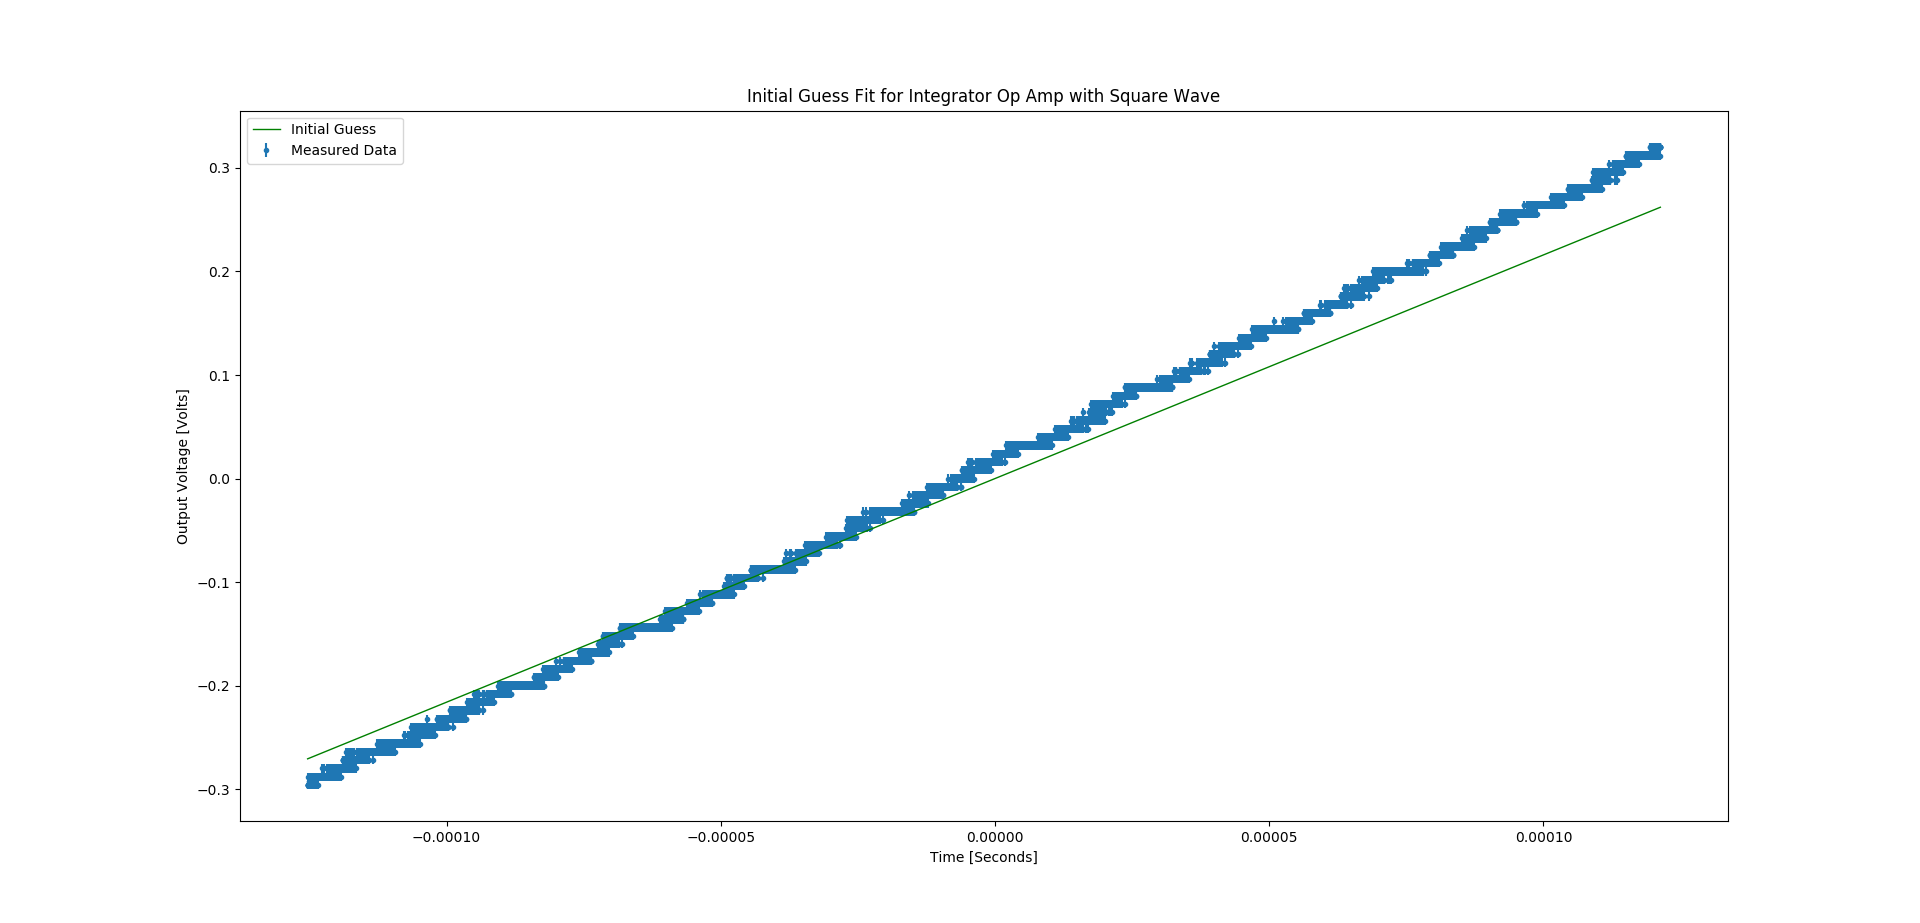 Initial Guess Fit for Integrator Op Amp with Square Wave
Initial Guess
Measured Data
0.3
0.2
0.1
0.0
−0.1
−0.2
−0.3
Output Voltage [Volts]
−0.00010
−0.00005
0.00000
0.00005
0.00010
Time [Seconds]